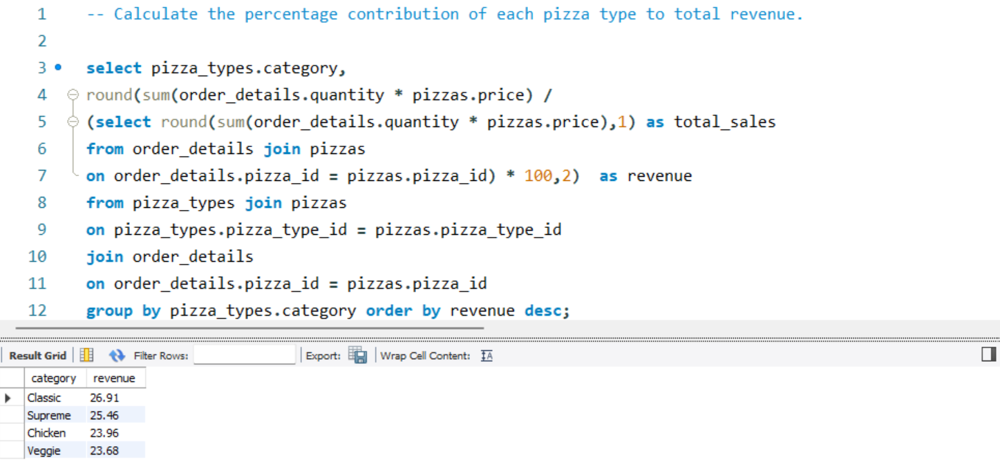 1 -- Calculate the percentage contribution of each pizza type to total revenue.
2
3 select pizza_types.category,
4 round(sum(order_details.quantity * pizzas.price) /
5 (select round(sum(order_details.quantity * pizzas.price),1) as total_sales
6 from order_details join pizzas
7 on order_details.pizza_id = pizzas.pizza_id) * 100,2)  as revenue
8 from pizza_types join pizzas
9 on pizza_types.pizza_type_id = pizzas.pizza_type_id
10 join order_details
11 on order_details.pizza_id = pizzas.pizza_id
12 group by pizza_types.category order by revenue desc;
Result Grid Filter Rows: Export: Wrap Cell Content: IA
category revenue
Classic 26.91
Supreme 25.46
Chicken 23.96
Veggie 23.68